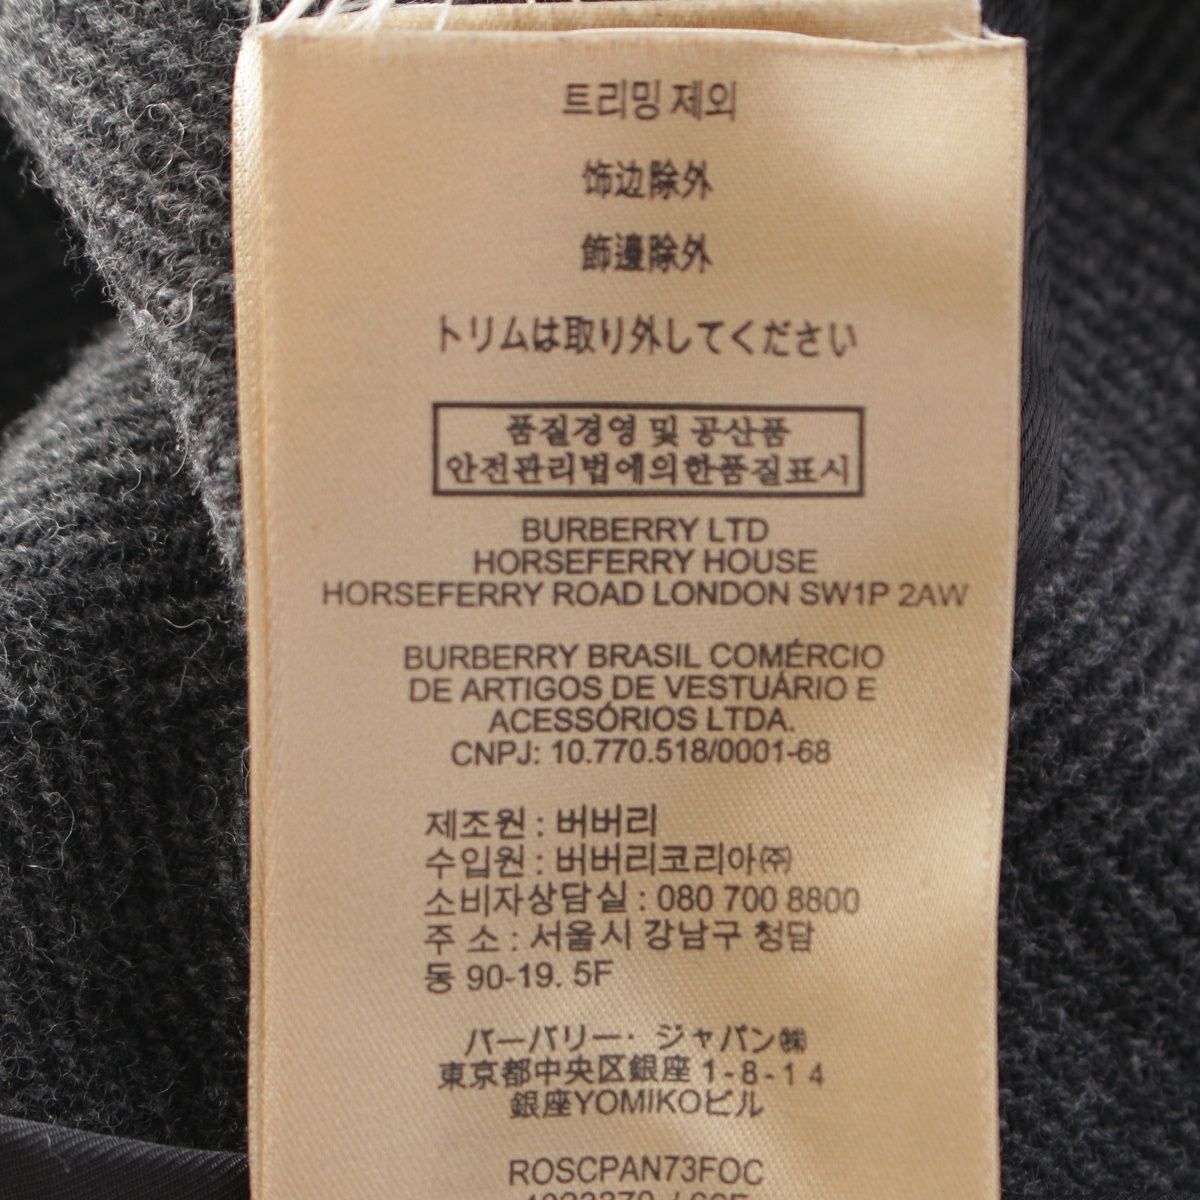 트리밍 제외
饰边除外
飾邊除外
トリムは取り外してください
품질경영 및 공산품
안전관리법에의한품질표시
BURBERRY LTD
HORSEFERRY HOUSE
HORSEFERRY ROAD LONDON SW1P 2AW
BURBERRY BRASIL COMÉRCIO
DE ARTIGOS DE VESTUÁRIO E
ACESSÓRIOS LTDA.
CNPJ: 10.770.518/0001-68
제조원 : 버버리
수입원 : 버버리코리아㈜
소비자상담실 : 080 700 8800
주 소 : 서울시 강남구 청담
동 90-19. 5F
バーバリー・ジャパン㈱
東京都中央区銀座 1-8-14
銀座YOMIKOビル
ROSCPAN73FOC